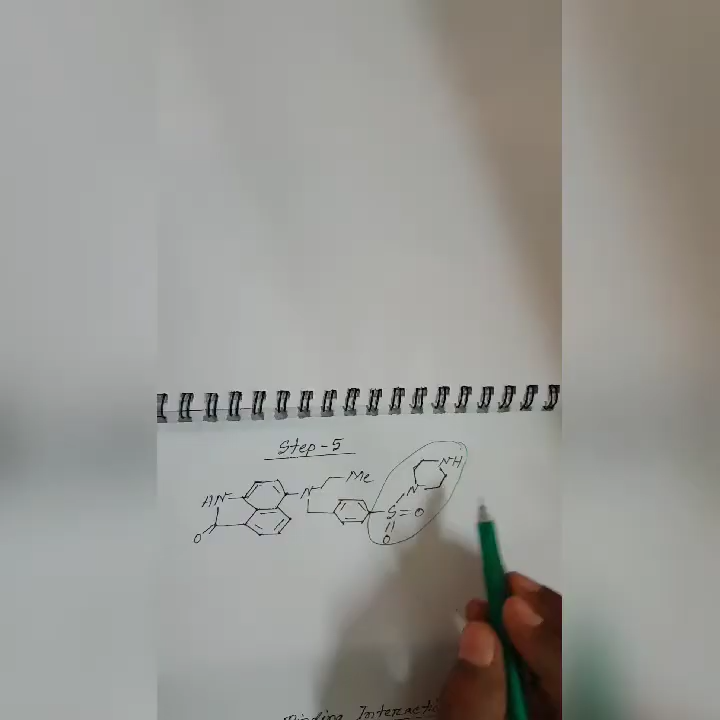 Step-5
Me
NH
HN
N
N
S=O
O
O
Binding Interacti